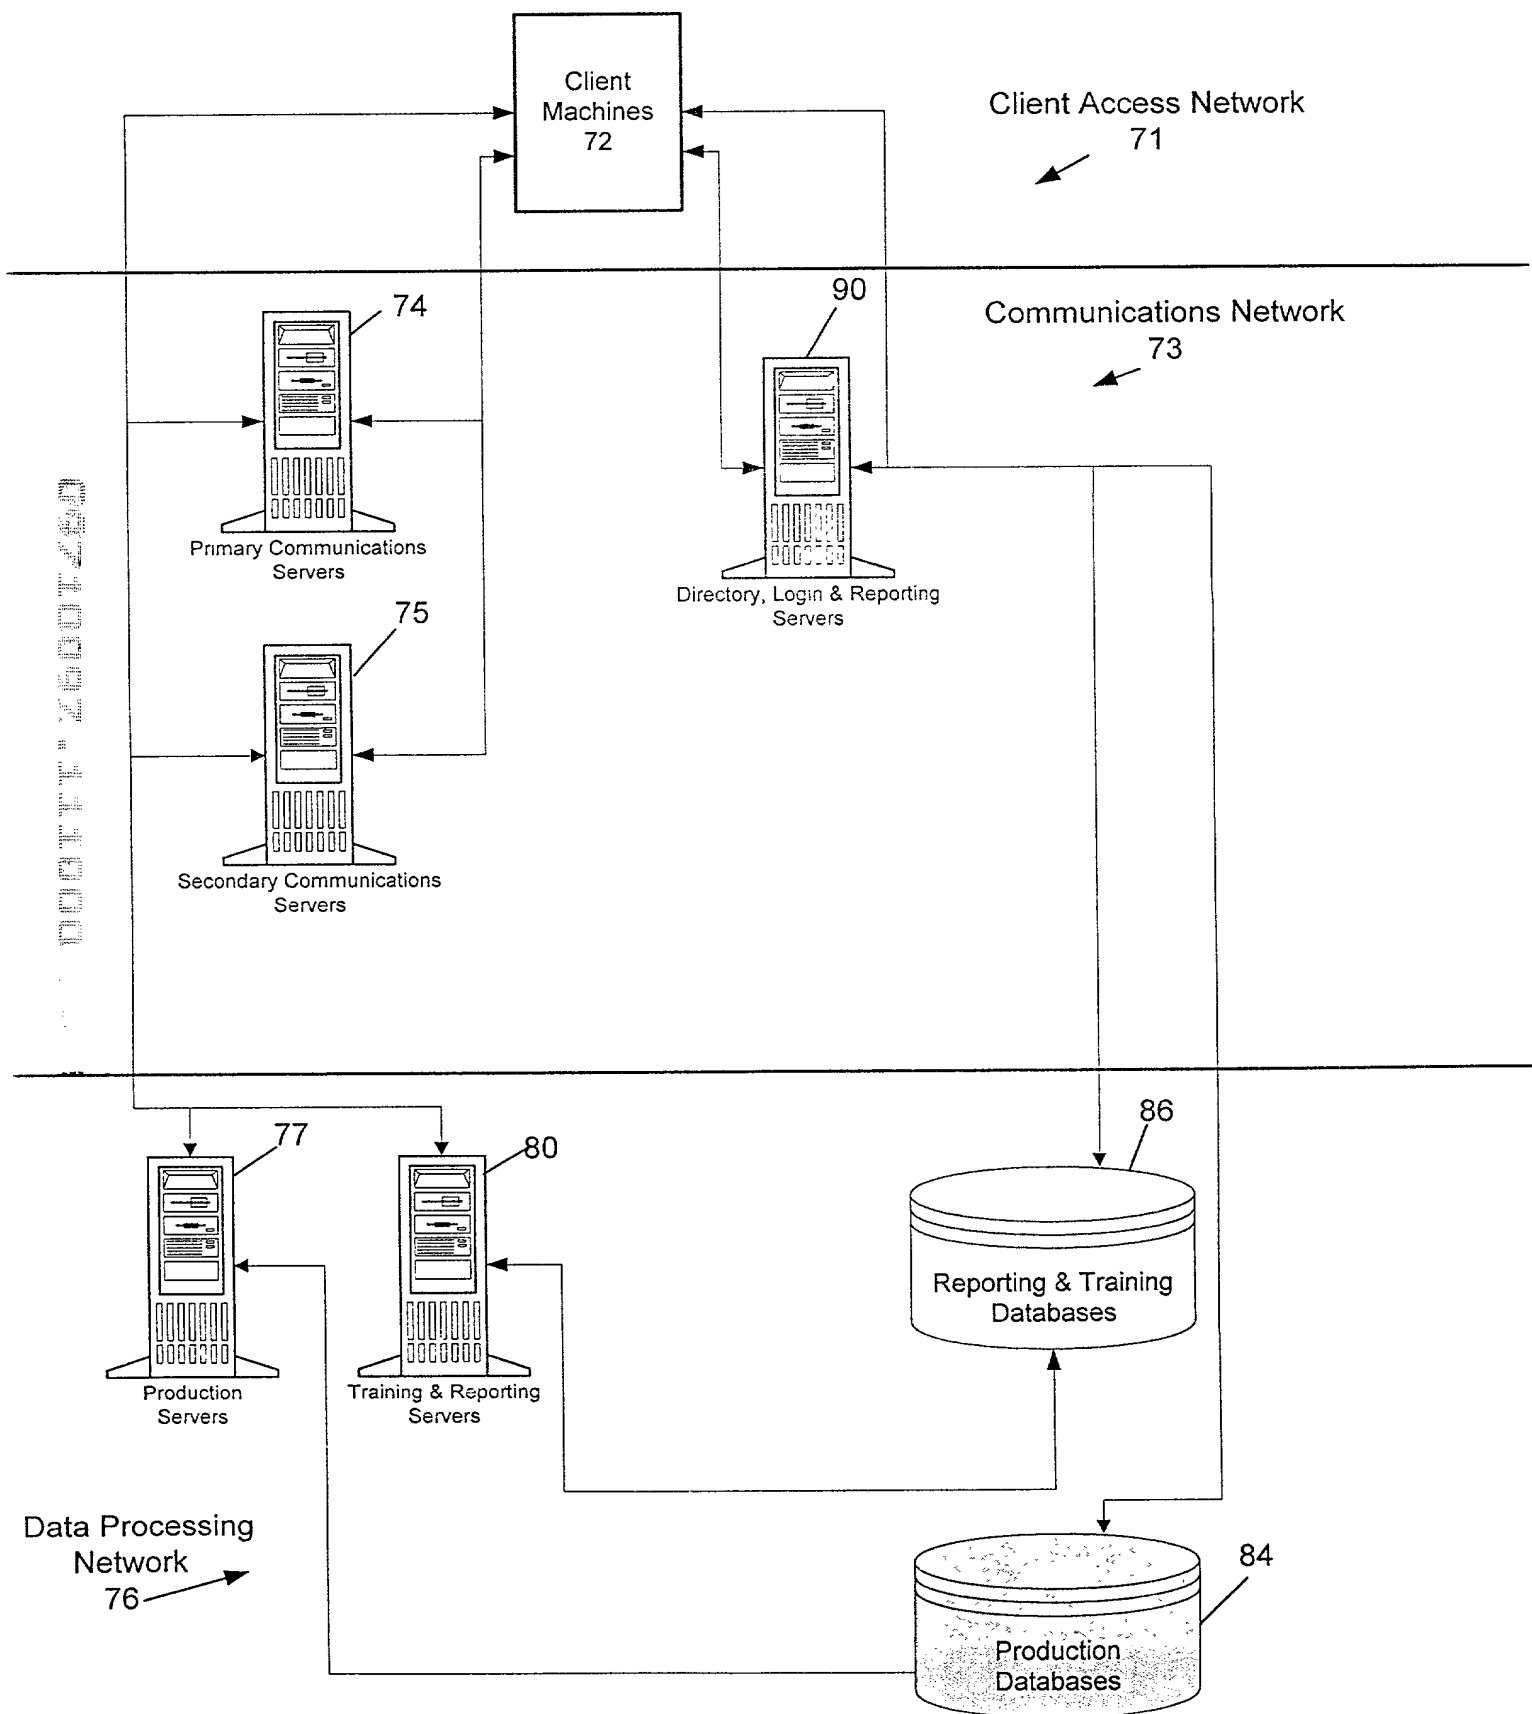 Client
Machines
72
Client Access Network
71
74
90
Communications Network
73
Primary Communications
Servers
Directory, Login & Reporting
Servers
75
Secondary Communications
Servers
77
80
86
Reporting & Training
Databases
Production
Servers
Training & Reporting
Servers
Data Processing
Network
76
84
Production
Databases